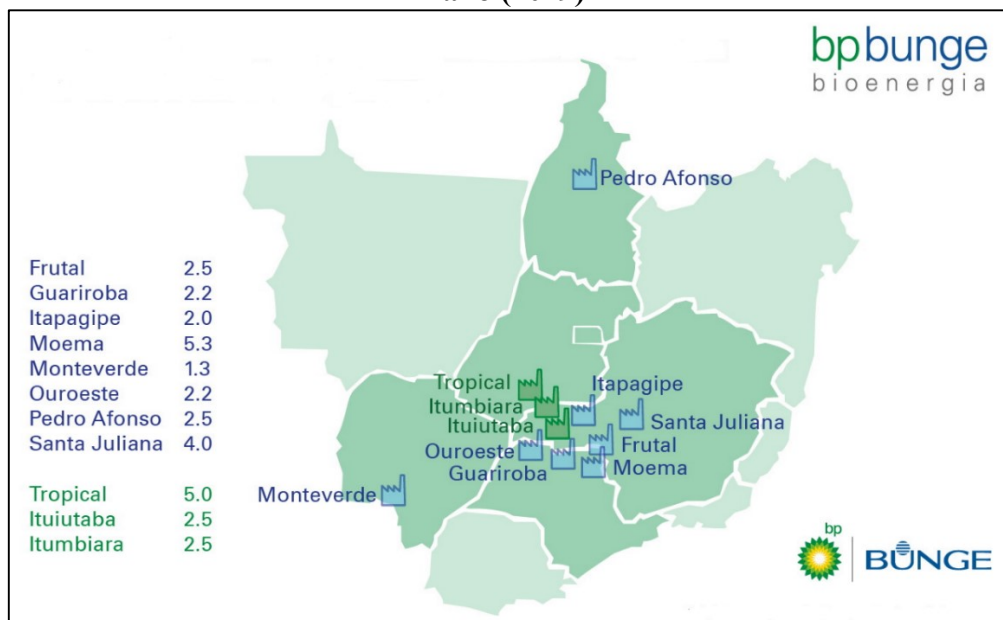 bpbunge
bioenergia
Pedro Afonso
Frutal 2.5
Guariroba 2.2
Itapagipe 2.0
Moema 5.3
Monteverde 1.3
Ouroeste 2.2
Pedro Afonso 2.5
Santa Juliana 4.0
Tropical 5.0
Ituiutaba 2.5
Itumbiara 2.5
Tropical
Itumbiara
Ituiutaba
Itapagipe
Santa Juliana
Ouroeste
Frutal
Guariroba
Moema
Monteverde
bp
BUNGE